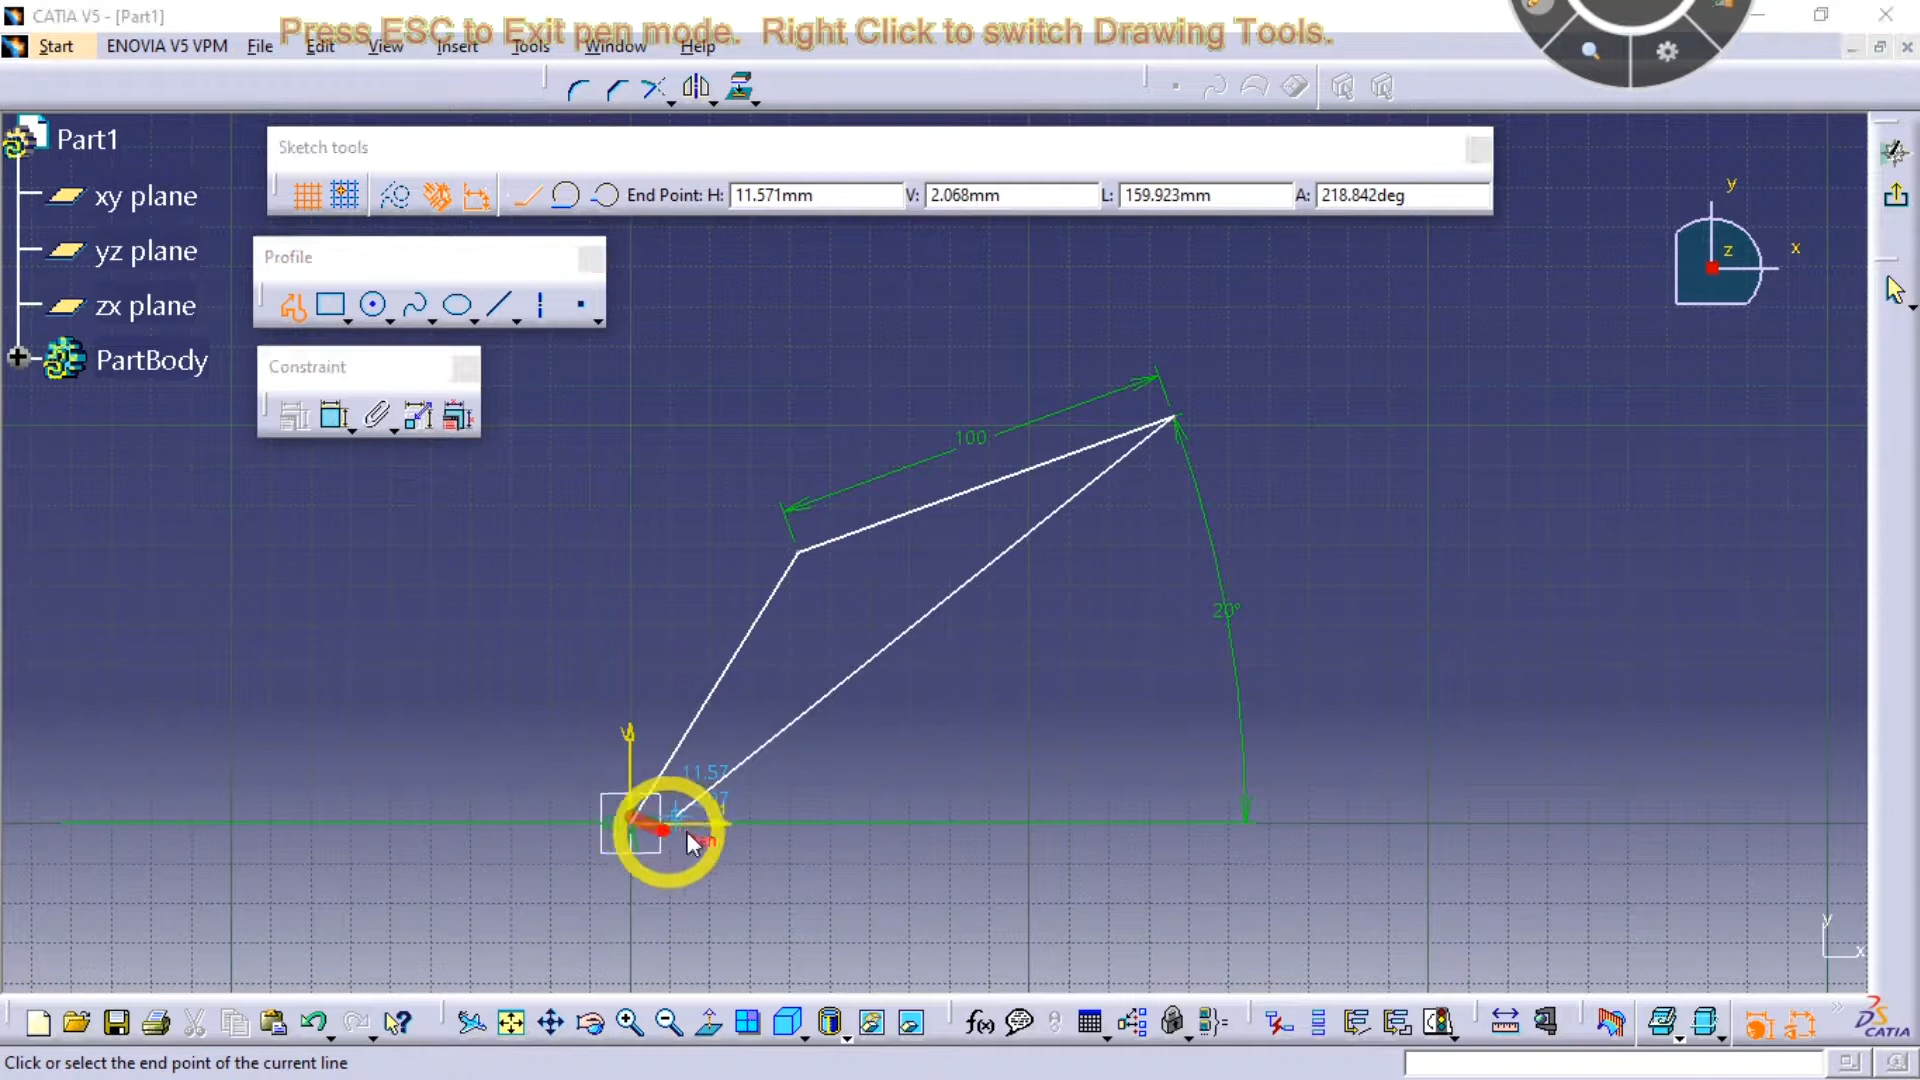 CATIA V5 - [Part1]
Press ESC to Exit pen mode. Right Click to switch Drawing Tools.
Start ENOVIA V5 VPM File Edit View Insert Tools Window Help
Part1
Sketch tools
End Point: H: 11.571mm V: 2.068mm L: 159.923mm A: 218.842deg
xy plane
yz plane
zx plane
PartBody
Profile
Constraint
y
x
z
100
20°
11.57
y
x
f(x)
CATIA
Click or select the end point of the current line